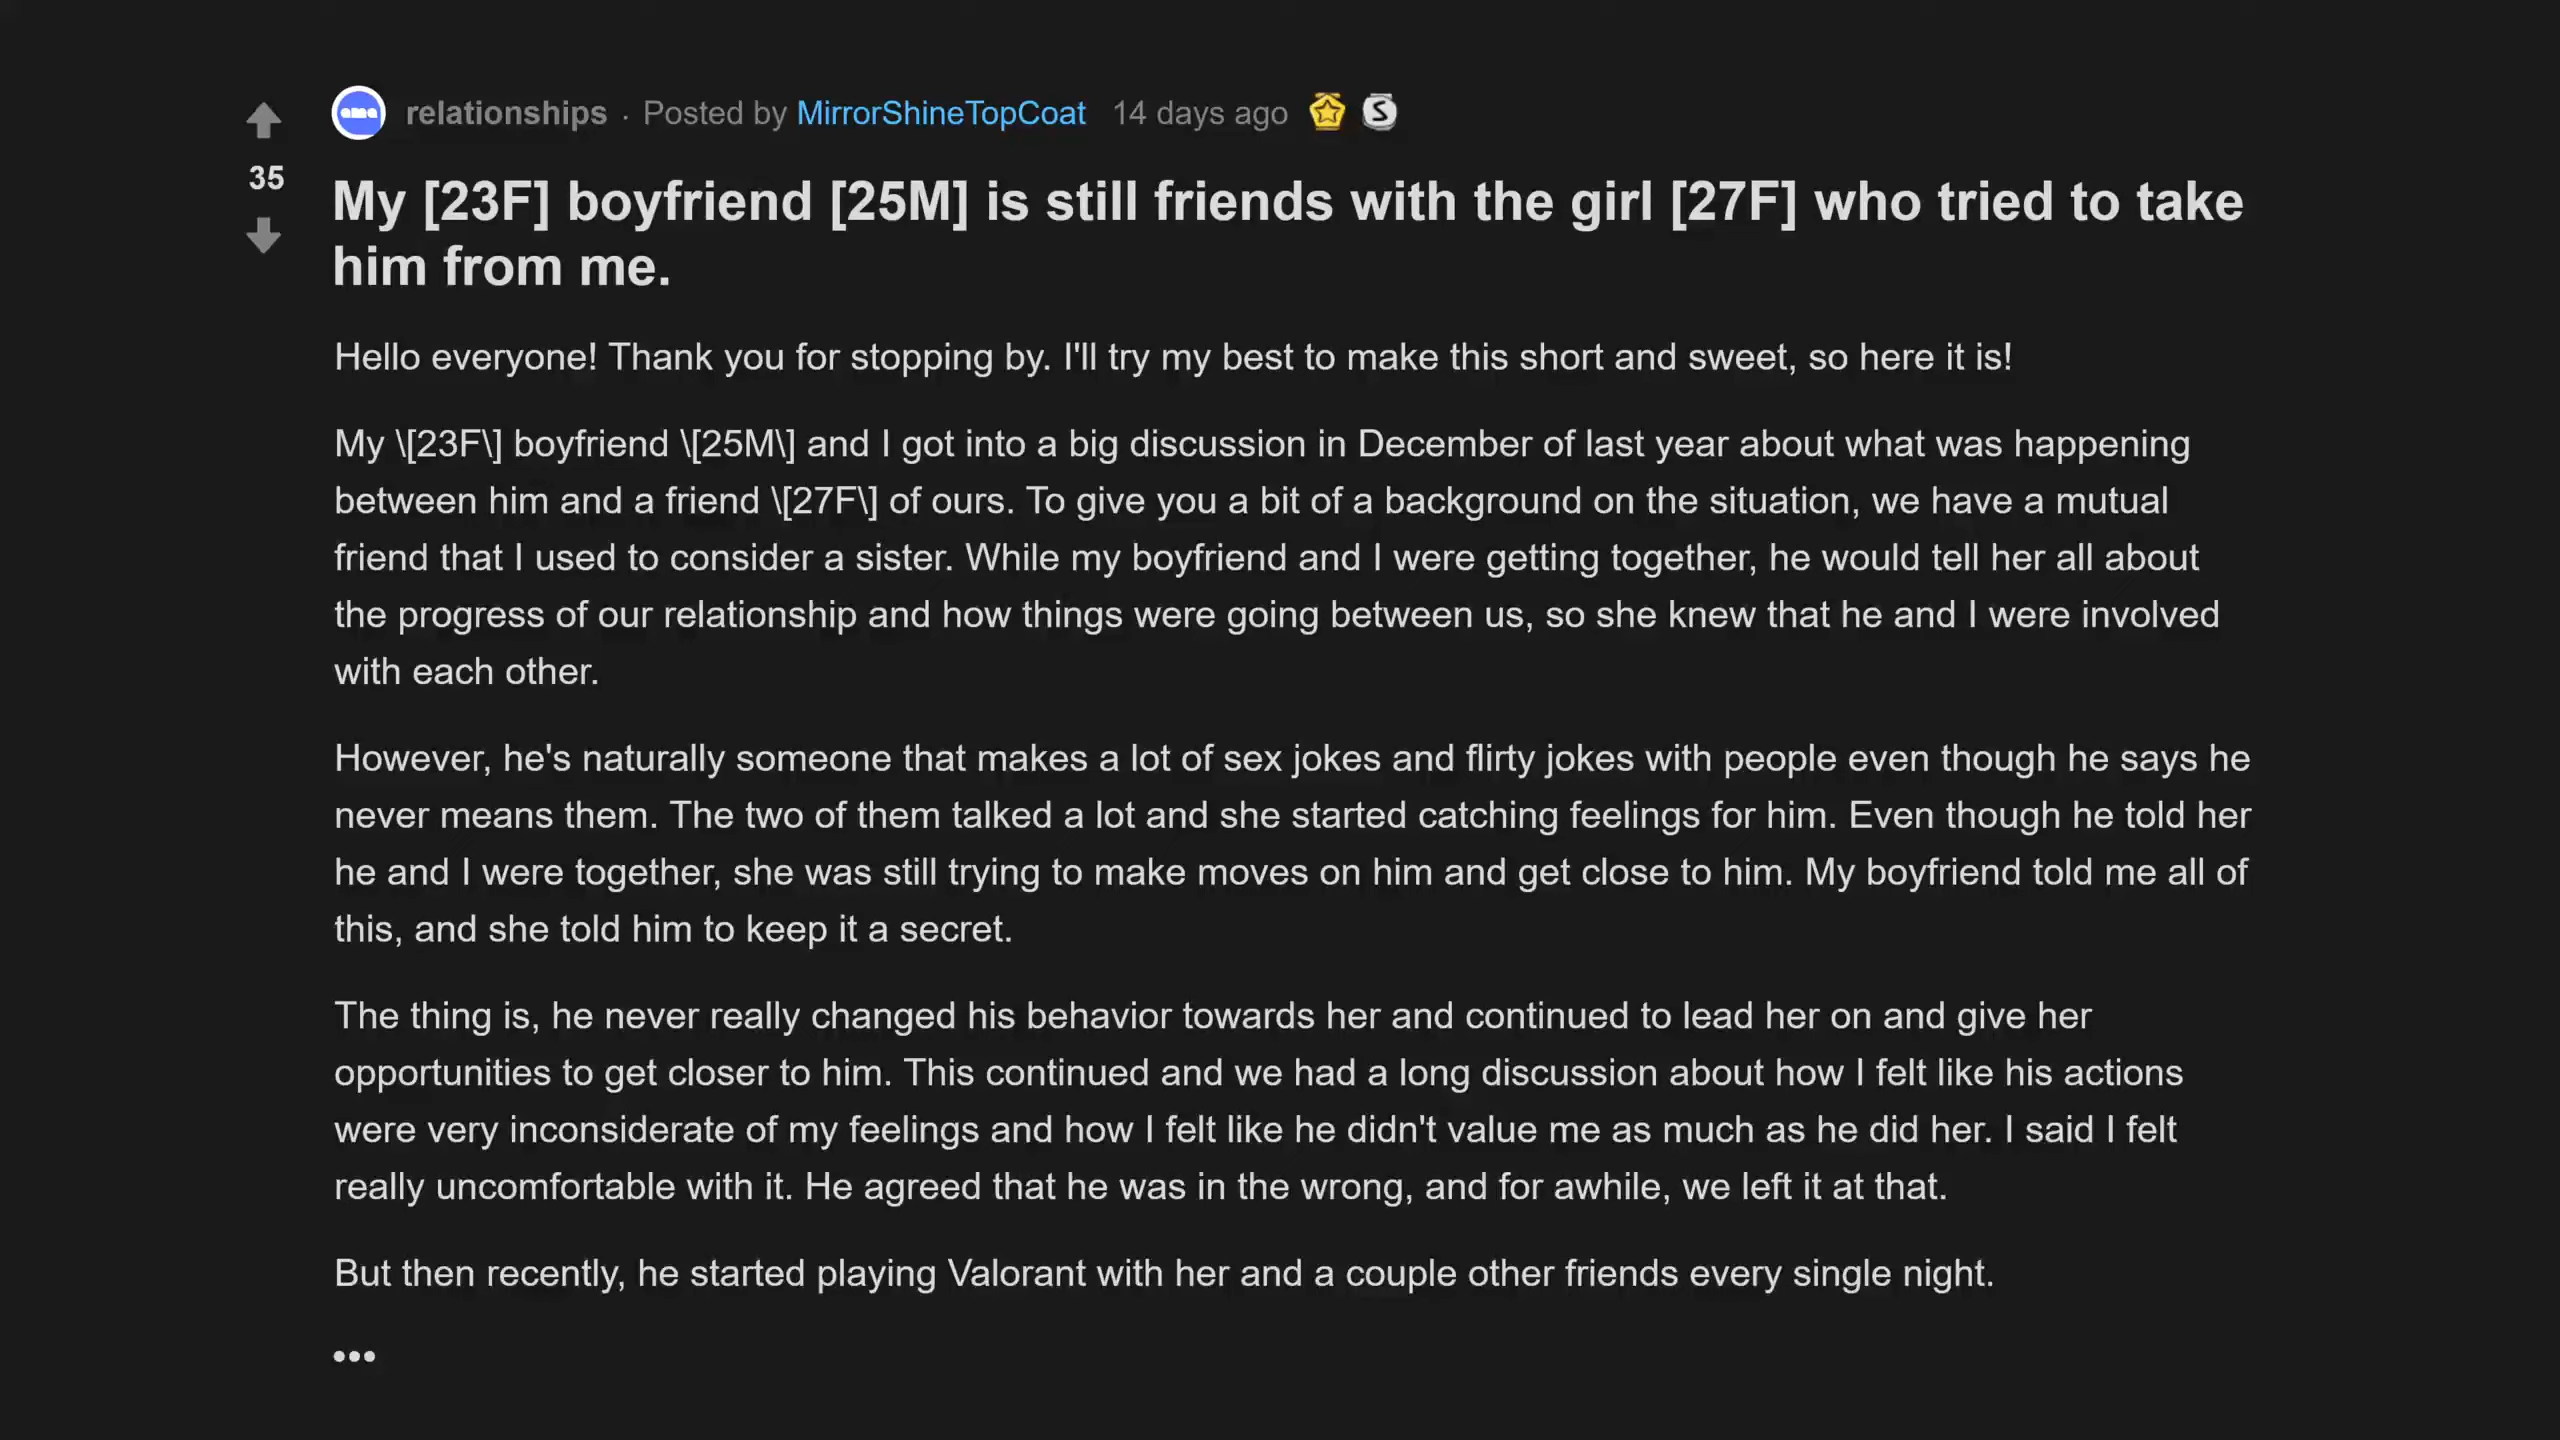 relationships · Posted by MirrorShineTopCoat 14 days ago
35
My [23F] boyfriend [25M] is still friends with the girl [27F] who tried to take
him from me.
Hello everyone! Thank you for stopping by. I'll try my best to make this short and sweet, so here it is!
My \[23F\] boyfriend \[25M\] and I got into a big discussion in December of last year about what was happening
between him and a friend \[27F\] of ours. To give you a bit of a background on the situation, we have a mutual
friend that I used to consider a sister. While my boyfriend and I were getting together, he would tell her all about
the progress of our relationship and how things were going between us, so she knew that he and I were involved
with each other.
However, he's naturally someone that makes a lot of sex jokes and flirty jokes with people even though he says he
never means them. The two of them talked a lot and she started catching feelings for him. Even though he told her
he and I were together, she was still trying to make moves on him and get close to him. My boyfriend told me all of
this, and she told him to keep it a secret.
The thing is, he never really changed his behavior towards her and continued to lead her on and give her
opportunities to get closer to him. This continued and we had a long discussion about how I felt like his actions
were very inconsiderate of my feelings and how I felt like he didn't value me as much as he did her. I said I felt
really uncomfortable with it. He agreed that he was in the wrong, and for awhile, we left it at that.
But then recently, he started playing Valorant with her and a couple other friends every single night.
•••